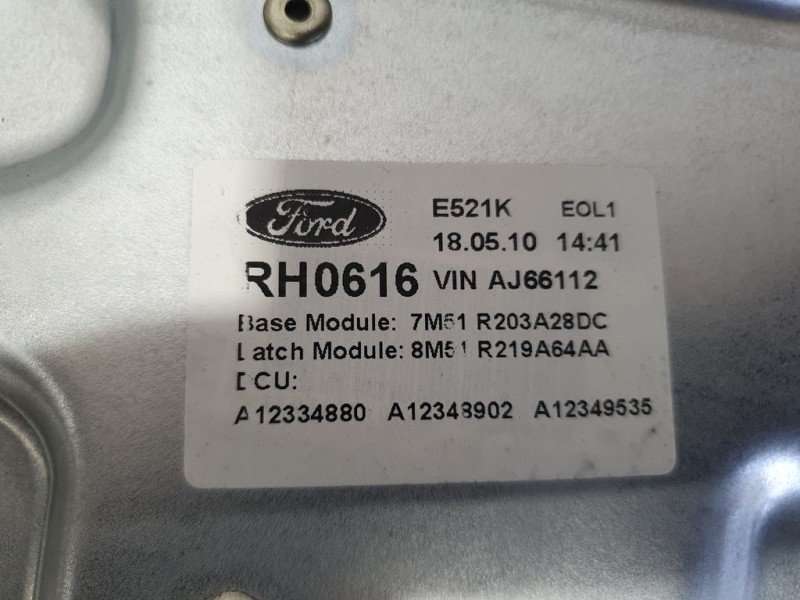 Ford E521K EOL1
18.05.10 14:41
RH0616 VIN AJ66112
Base Module: 7M51 R203A28DC
Latch Module: 8M51 R219A64AA
DCU:
A12334880 A12348902 A12349535